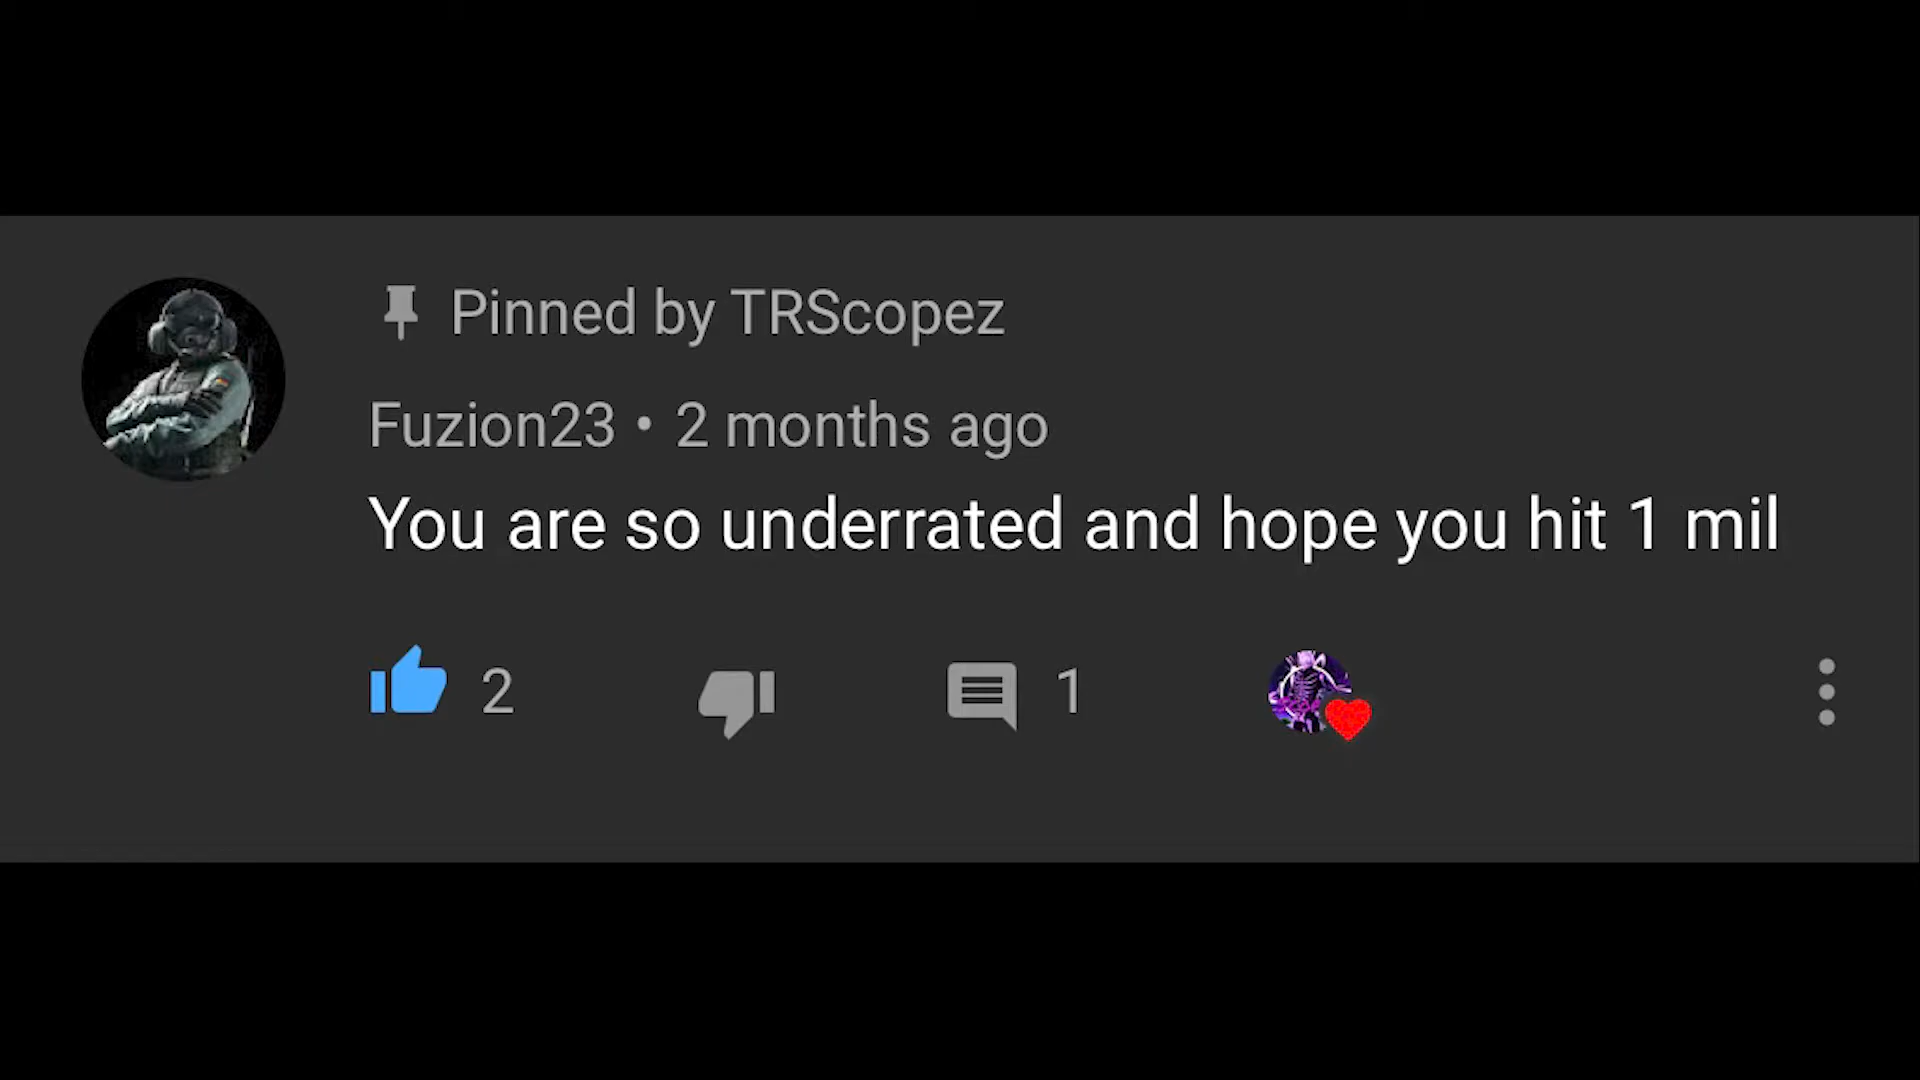 Pinned by TRScopez
Fuzion23 • 2 months ago
You are so underrated and hope you hit 1 mil
2
1